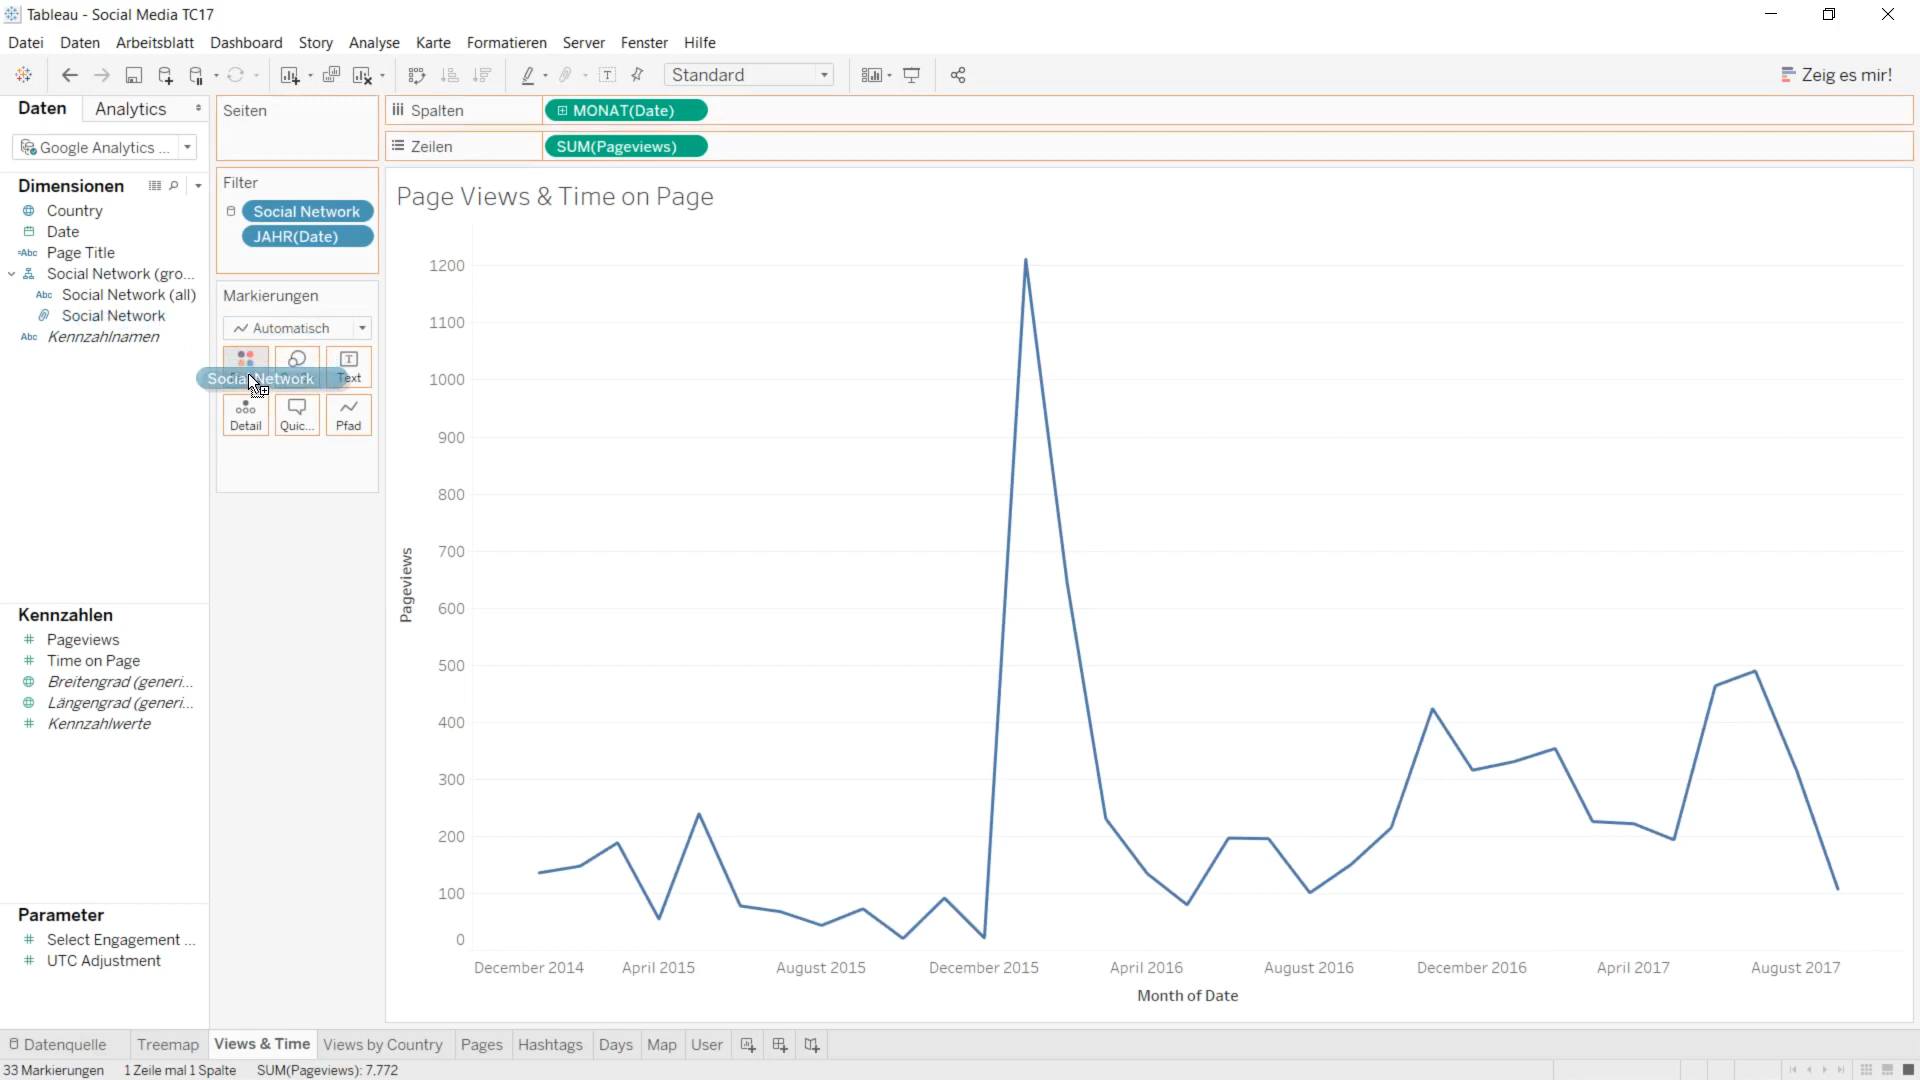 Tableau - Social Media TC17
Datei Daten Arbeitsblatt Dashboard Story Analyse Karte Formatieren Server Fenster Hilfe
Standard
Zeig es mir!
Daten Analytics
Google Analytics ...
Dimensionen
Country
Date
Abc Page Title
Social Network (gro...
Abc Social Network (all)
Social Network
Abc Kennzahlnamen
Kennzahlen
Pageviews
Time on Page
Breitengrad (generi...
Längengrad (generi...
Kennzahlwerte
Parameter
Select Engagement ...
UTC Adjustment
Seiten
Filter
Social Network
JAHR(Date)
Markierungen
Automatisch
Social Network
Text
Detail Quic... Pfad
Spalten MONAT(Date)
Zeilen SUM(Pageviews)
Page Views & Time on Page
1200
1100
1000
900
800
700
600
500
400
300
200
100
0
Pageviews
December 2014 April 2015 August 2015 December 2015 April 2016 August 2016 December 2016 April 2017 August 2017
Month of Date
Datenquelle Treemap Views & Time Views by Country Pages Hashtags Days Map User
33 Markierungen 1 Zeile mal 1 Spalte SUM(Pageviews): 7.772